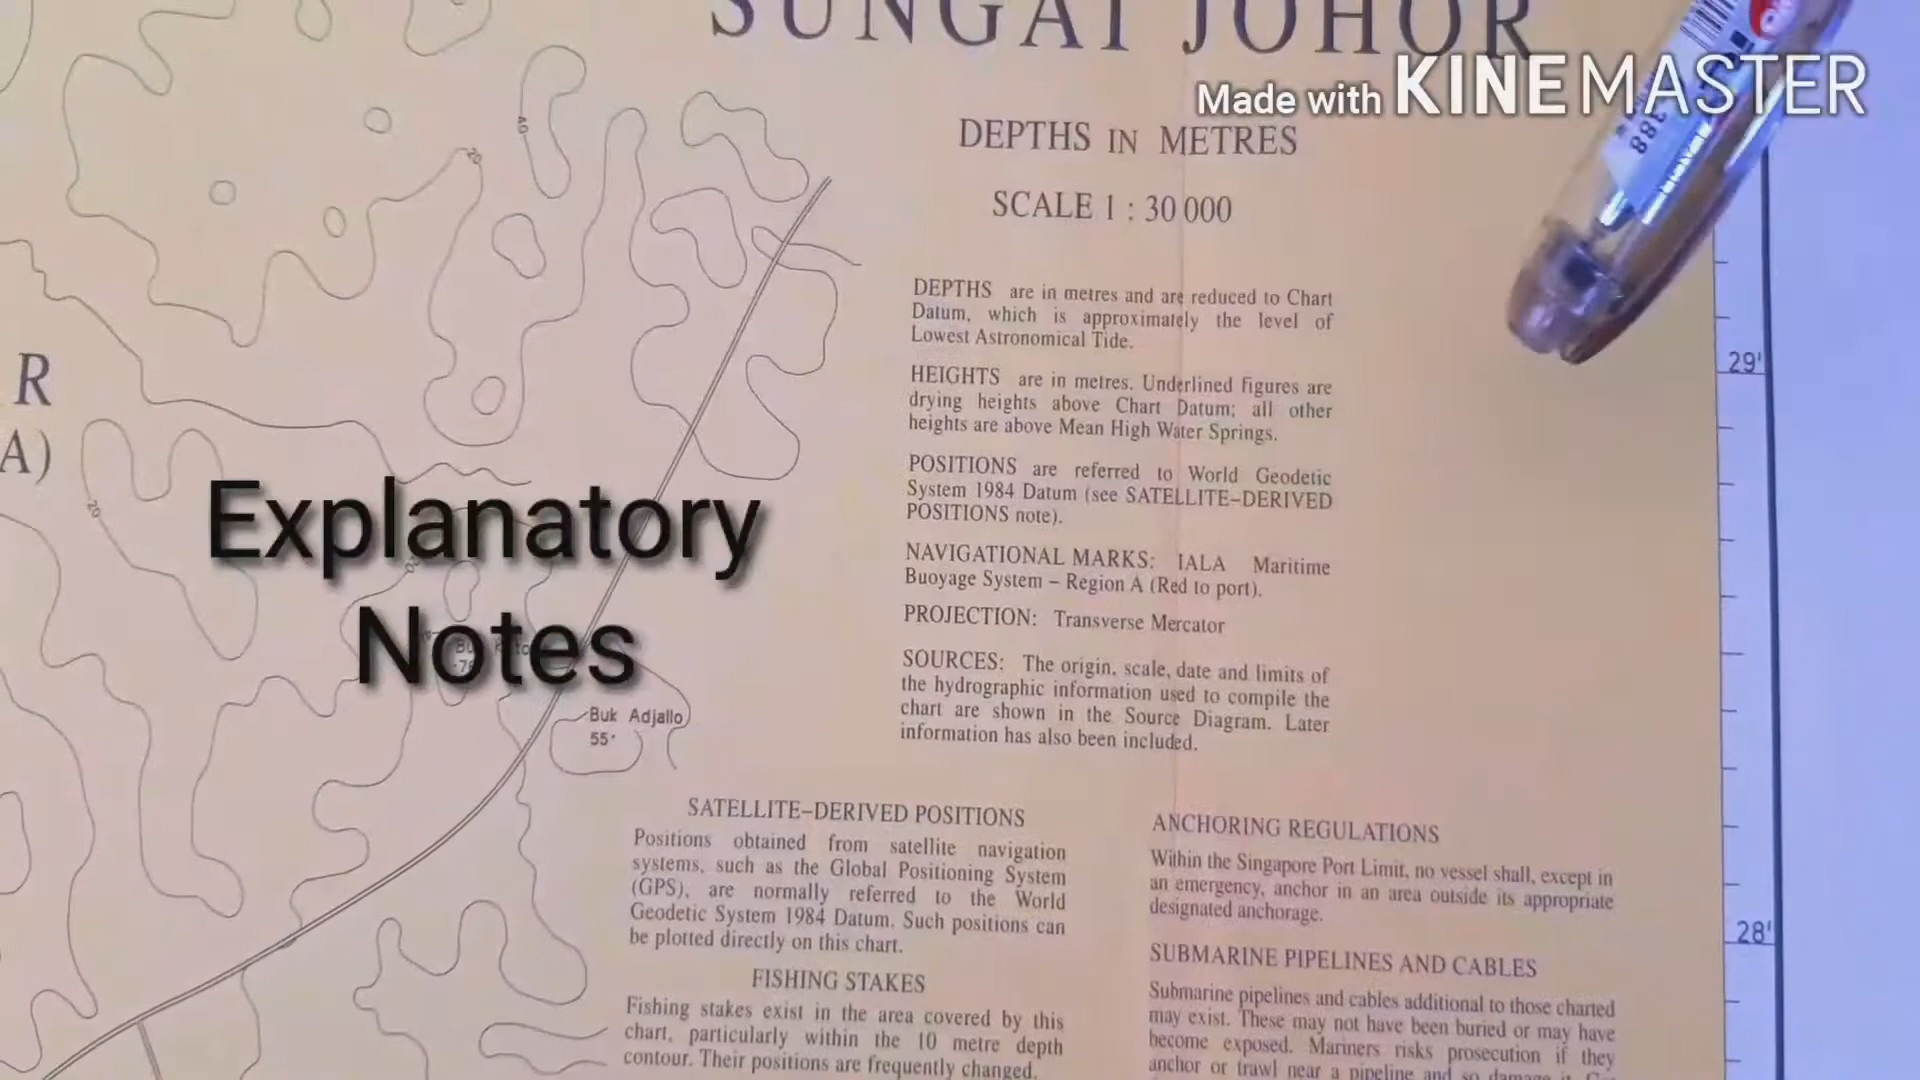 SUNGAI JOHOR
Made with KINEMASTER
388
DEPTHS IN METRES
SCALE 1 : 30 000
DEPTHS are in metres and are reduced to Chart
Datum, which is approximately the level of
Lowest Astronomical Tide.
HEIGHTS are in metres. Underlined figures are
drying heights above Chart Datum; all other
heights are above Mean High Water Springs.
POSITIONS are referred to World Geodetic
System 1984 Datum (see SATELLITE–DERIVED
POSITIONS note).
NAVIGATIONAL MARKS: IALA Maritime
Buoyage System – Region A (Red to port).
PROJECTION: Transverse Mercator
SOURCES: The origin, scale, date and limits of
the hydrographic information used to compile the
chart are shown in the Source Diagram. Later
information has also been included.
40
20
R
A)
20
29'
Explanatory
Notes
Buk Adjallo
55
SATELLITE–DERIVED POSITIONS
Positions obtained from satellite navigation
systems, such as the Global Positioning System
(GPS), are normally referred to the World
Geodetic System 1984 Datum. Such positions can
be plotted directly on this chart.
FISHING STAKES
Fishing stakes exist in the area covered by this
chart, particularly within the 10 metre depth
contour. Their positions are frequently changed.
ANCHORING REGULATIONS
Within the Singapore Port Limit, no vessel shall, except in
an emergency, anchor in an area outside its appropriate
designated anchorage.
28'
SUBMARINE PIPELINES AND CABLES
Submarine pipelines and cables additional to those charted
may exist. These may not have been buried or may have
become exposed. Mariners risks prosecution if they
anchor or trawl near a pipeline and so damage it.